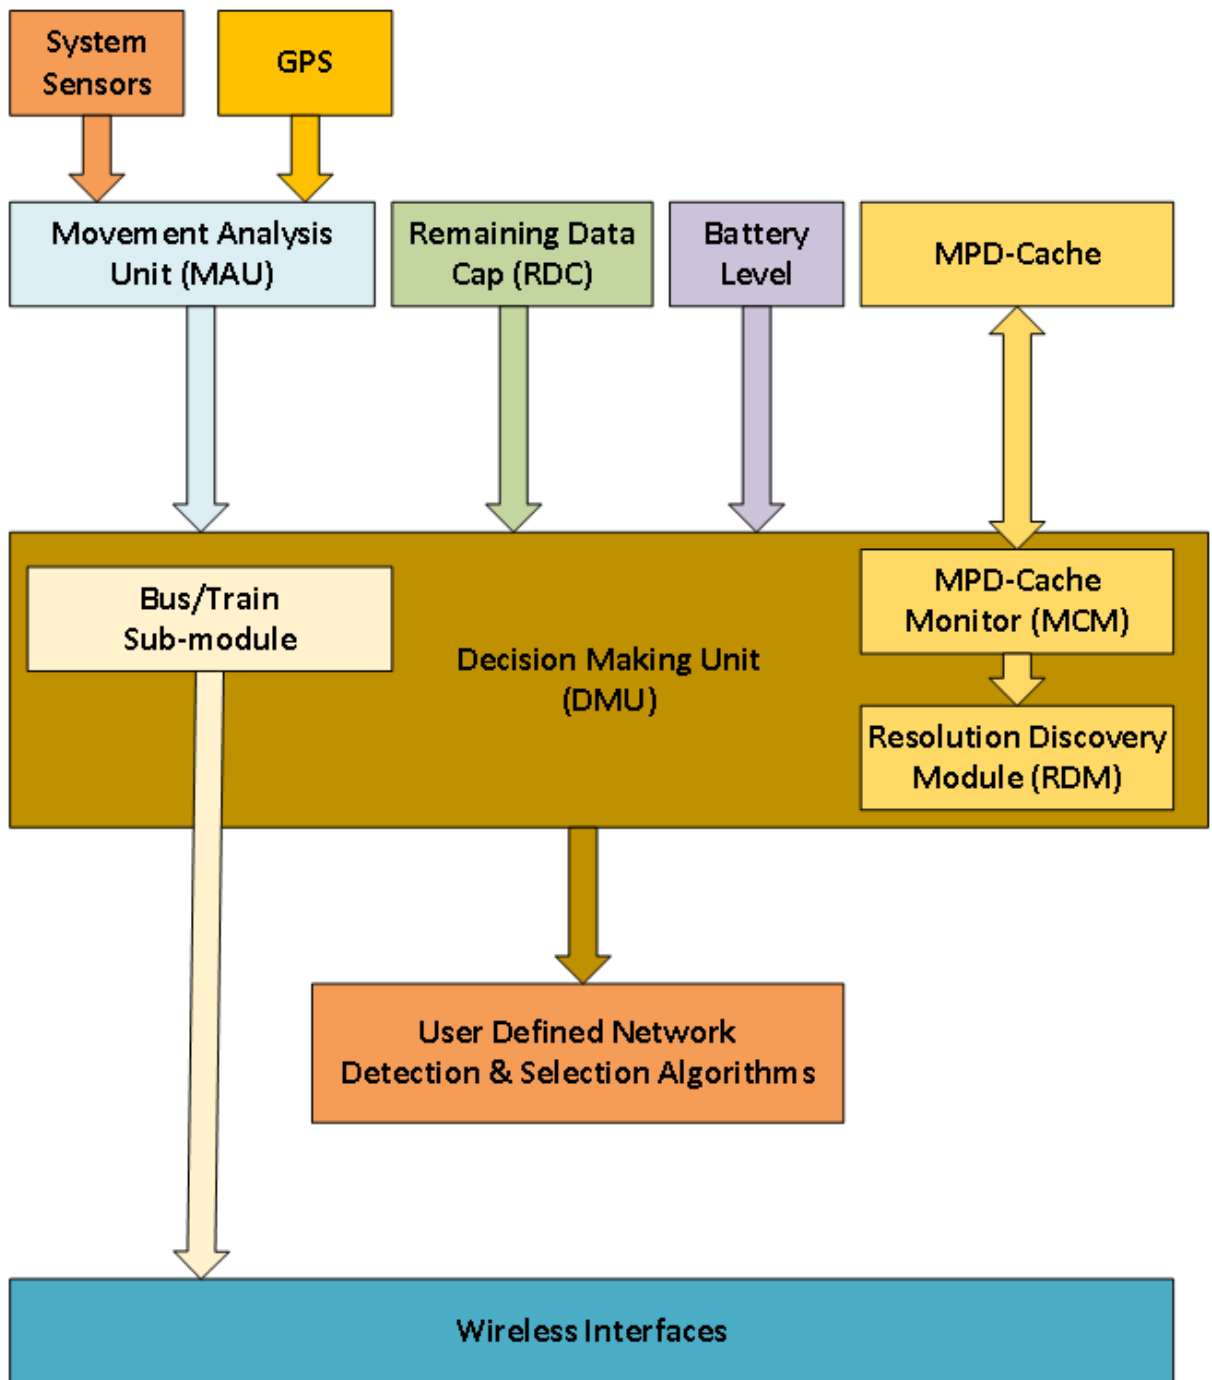 System
Sensors
GPS
Movement Analysis
Unit (MAU)
Remaining Data
Cap (RDC)
Battery
Level
MPD-Cache
Bus/Train
Sub-module
Decision Making Unit
(DMU)
MPD-Cache
Monitor (MCM)
Resolution Discovery
Module (RDM)
User Defined Network
Detection & Selection Algorithms
Wireless Interfaces